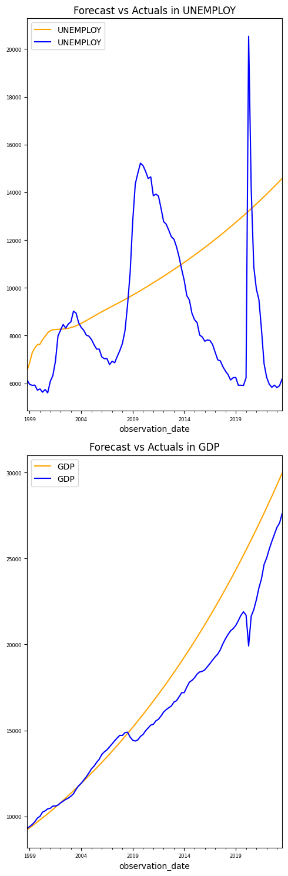 Forecast vs Actuals in UNEMPLOY
UNEMPLOY
UNEMPLOY
20000
18000
16000
14000
12000
10000
8000
6000
1999 2004 2009 2014 2019
observation_date
Forecast vs Actuals in GDP
GDP
GDP
30000
25000
20000
15000
10000
1999 2004 2009 2014 2019
observation_date